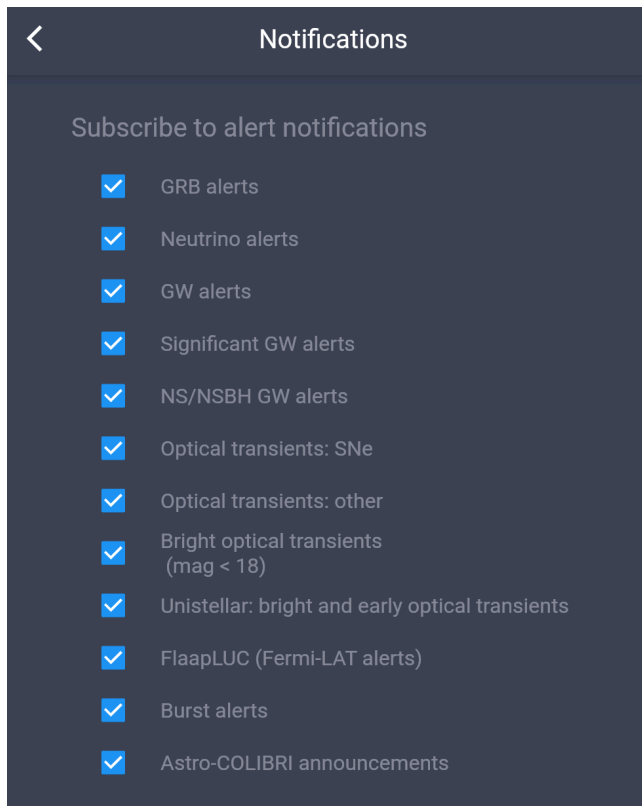 Notifications
Subscribe to alert notifications
GRB alerts
Neutrino alerts
GW alerts
Significant GW alerts
NS/NSBH GW alerts
Optical transients: SNe
Optical transients: other
Bright optical transients
(mag < 18)
Unistellar: bright and early optical transients
FlaapLUC (Fermi-LAT alerts)
Burst alerts
Astro-COLIBRI announcements